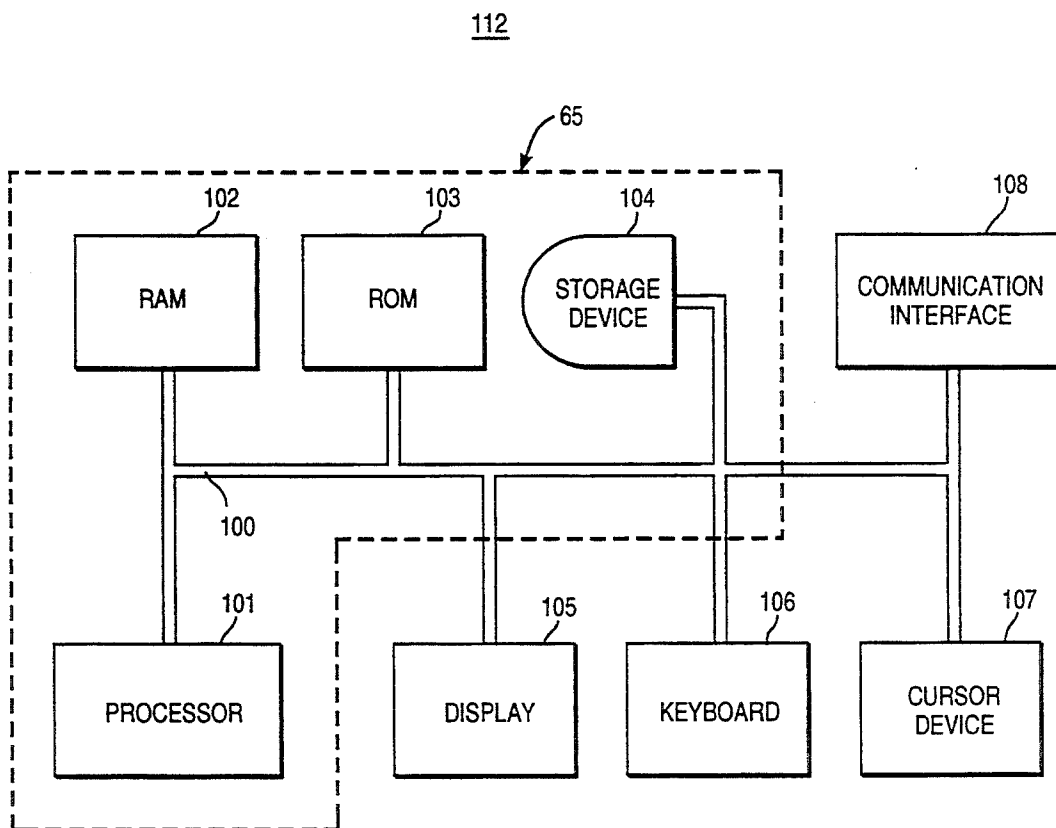 112
65
102
103
104
108
RAM
ROM
STORAGE
DEVICE
COMMUNICATION
INTERFACE
100
101
105
106
107
PROCESSOR
DISPLAY
KEYBOARD
CURSOR
DEVICE